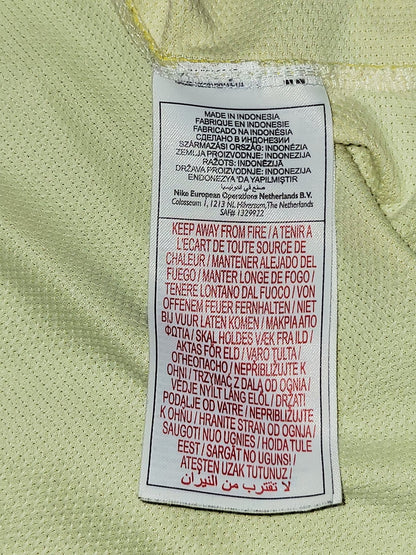 MADE IN INDONESIA
FABRIQUE EN INDONESIE
FABRICADO NA INDONÉSIA
СДЕЛАНО В ИНДОНЕЗИИ
SZÁRMAZÁSI ORSZÁG: INDONÉZIA
ZEMLJA PROIZVODNJE: INDONEZIJA
RAŽOTS: INDONĒZIJĀ
DRŽAVA PROIZVODNJE: INDONEZIJA
ENDONEZYA'DA YAPILMIŞTIR
صنع في اندونيسيا
Nike European Operations Netherlands B.V.
Colosseum 1, 1213 NL Hilversum, The Netherlands
SAF# 1329922
KEEP AWAY FROM FIRE / A TENIR A
L'ECART DE TOUTE SOURCE DE
CHALEUR / MANTENER ALEJADO DEL
FUEGO / MANTER LONGE DE FOGO /
TENERE LONTANO DAL FUOCO / VON
OFFENEM FEUER FERNHALTEN / NIET
BIJ VUUR LATEN KOMEN / ΜΑΚΡΙΑ ΑΠΟ
ΦΩΤΙΑ / SKAL HOLDES VÆK FRA ILD /
AKTAS FÖR ELD / VARO TULTA /
ОГНЕОПАСНО / NEPŘIBLIŽUJTE K
OHNI / TRZYMAĆ Z DALA OD OGNIA /
VÉDJE NYÍLT LÁNG ELŐL / DRŽATI
PODALJE OD VATRE / NEPRIBLIŽUJTE
K OHŇU / HRANITE STRAN OD OGNJA /
SAUGOTI NUO UGNIES / HOIDA TULE
EEST / SARGĀT NO UGUNS! /
ATEŞTEN UZAK TUTUNUZ /
لا تقترب من النيران